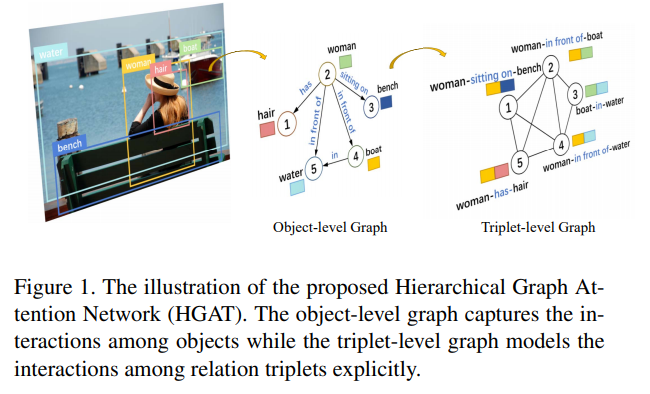 water
woman
hair
boat
bench
woman
hair
bench
water
boat
has
sitting on
in front of
in front of
in
1
2
3
4
5
Object-level Graph
woman-in front of-boat
woman-sitting on-bench
boat-in-water
woman-in front of-water
woman-has-hair
1
2
3
4
5
Triplet-level Graph
Figure 1. The illustration of the proposed Hierarchical Graph At-
tention Network (HGAT). The object-level graph captures the in-
teractions among objects while the triplet-level graph models the
interactions among relation triplets explicitly.